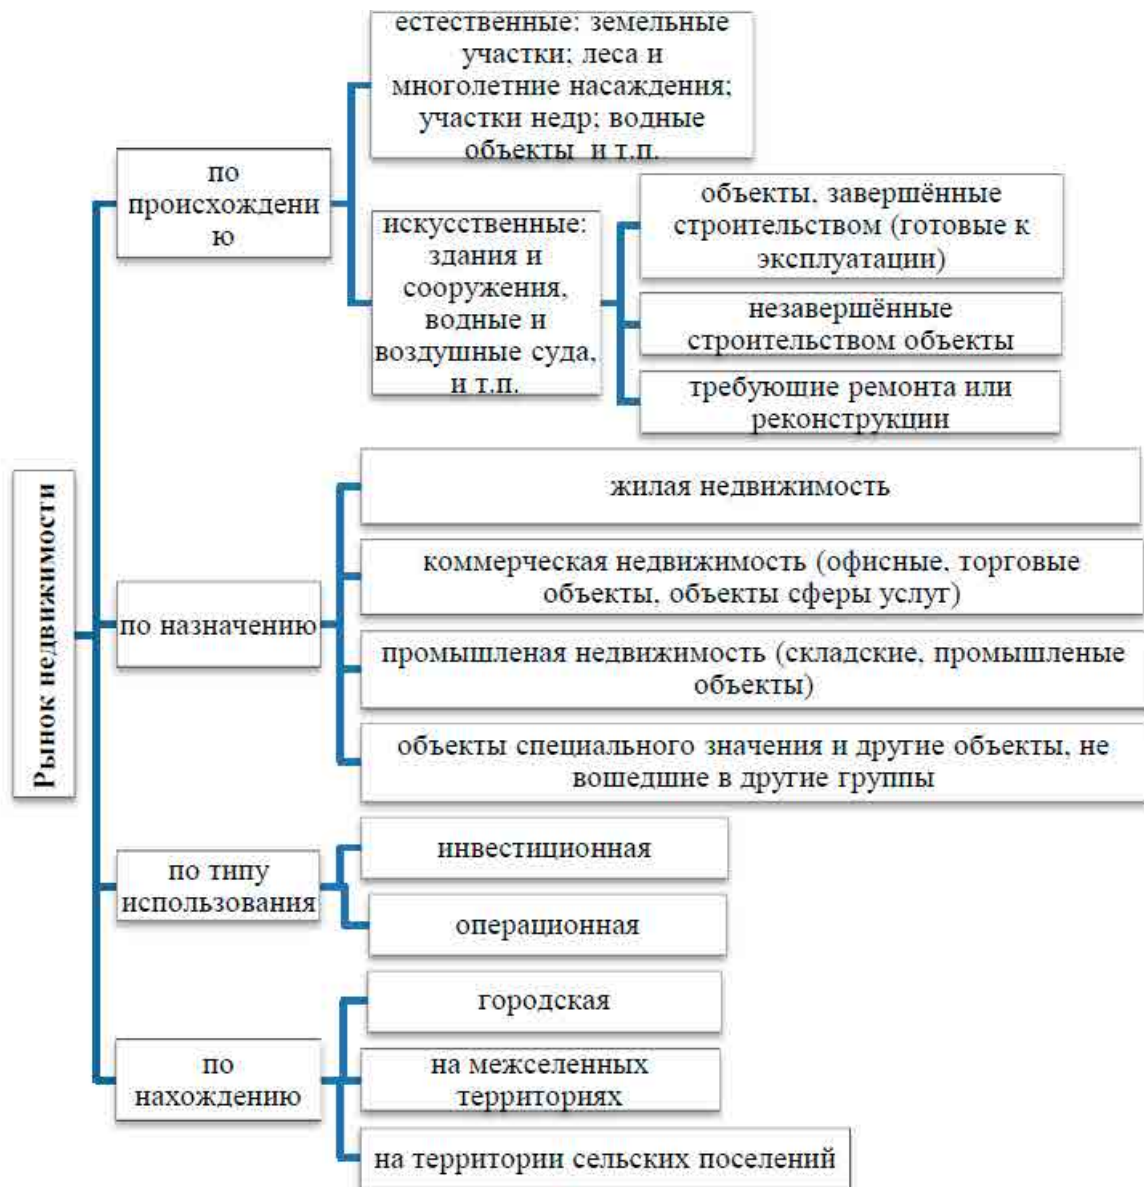 Рынок недвижимости
по
происхождени
ю
естественные: земельные
участки; леса и
многолетние насаждения;
участки недр; водные
объекты и т.п.
искусственные:
здания и
сооружения,
водные и
воздушные суда,
и т.п.
объекты, завершённые
строительством (готовые к
эксплуатации)
незавершённые
строительством объекты
требующие ремонта или
реконструкции
по назначению
жилая недвижимость
коммерческая недвижимость (офисные, торговые
объекты, объекты сферы услуг)
промышленая недвижимость (складские, промышленые
объекты)
объекты специального значения и другие объекты, не
вошедшие в другие группы
по типу
использования
инвестиционная
операционная
по
нахождению
городская
на межселенных
территориях
на территории сельских поселений